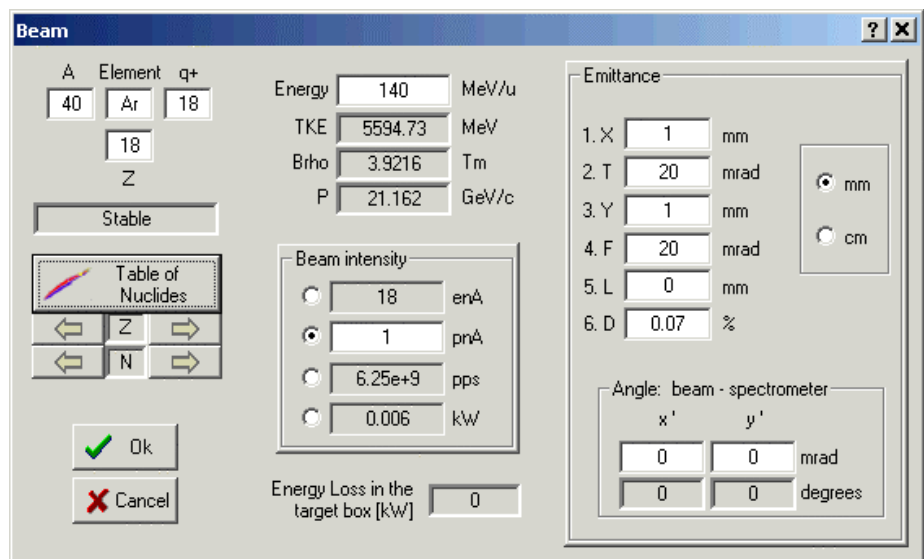 Beam
A Element q+
40 Ar 18
18
Z
Stable
Table of
Nuclides
Z
N
Ok
Cancel
Energy 140 MeV/u
TKE 5594.73 MeV
Brho 3.9216 Tm
P 21.162 GeV/c
Beam intensity
18 enA
1 pnA
6.25e+9 pps
0.006 kW
Energy Loss in the
target box [kW] 0
Emittance
1. X 1 mm
2. T 20 mrad
3. Y 1 mm
4. F 20 mrad
5. L 0 mm
6. D 0.07 %
mm
cm
Angle: beam - spectrometer
x ' y '
0 0 mrad
0 0 degrees